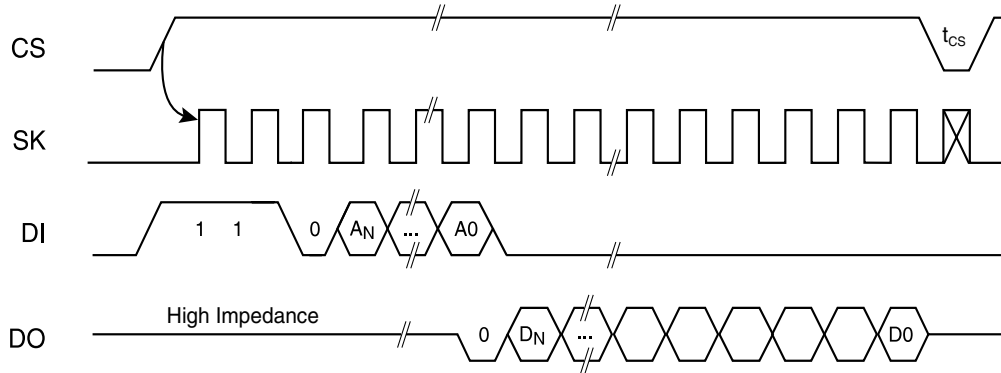 CS t_CS
SK
DI 1 1 0 A_N ... A0
High Impedance
DO 0 D_N ... D0